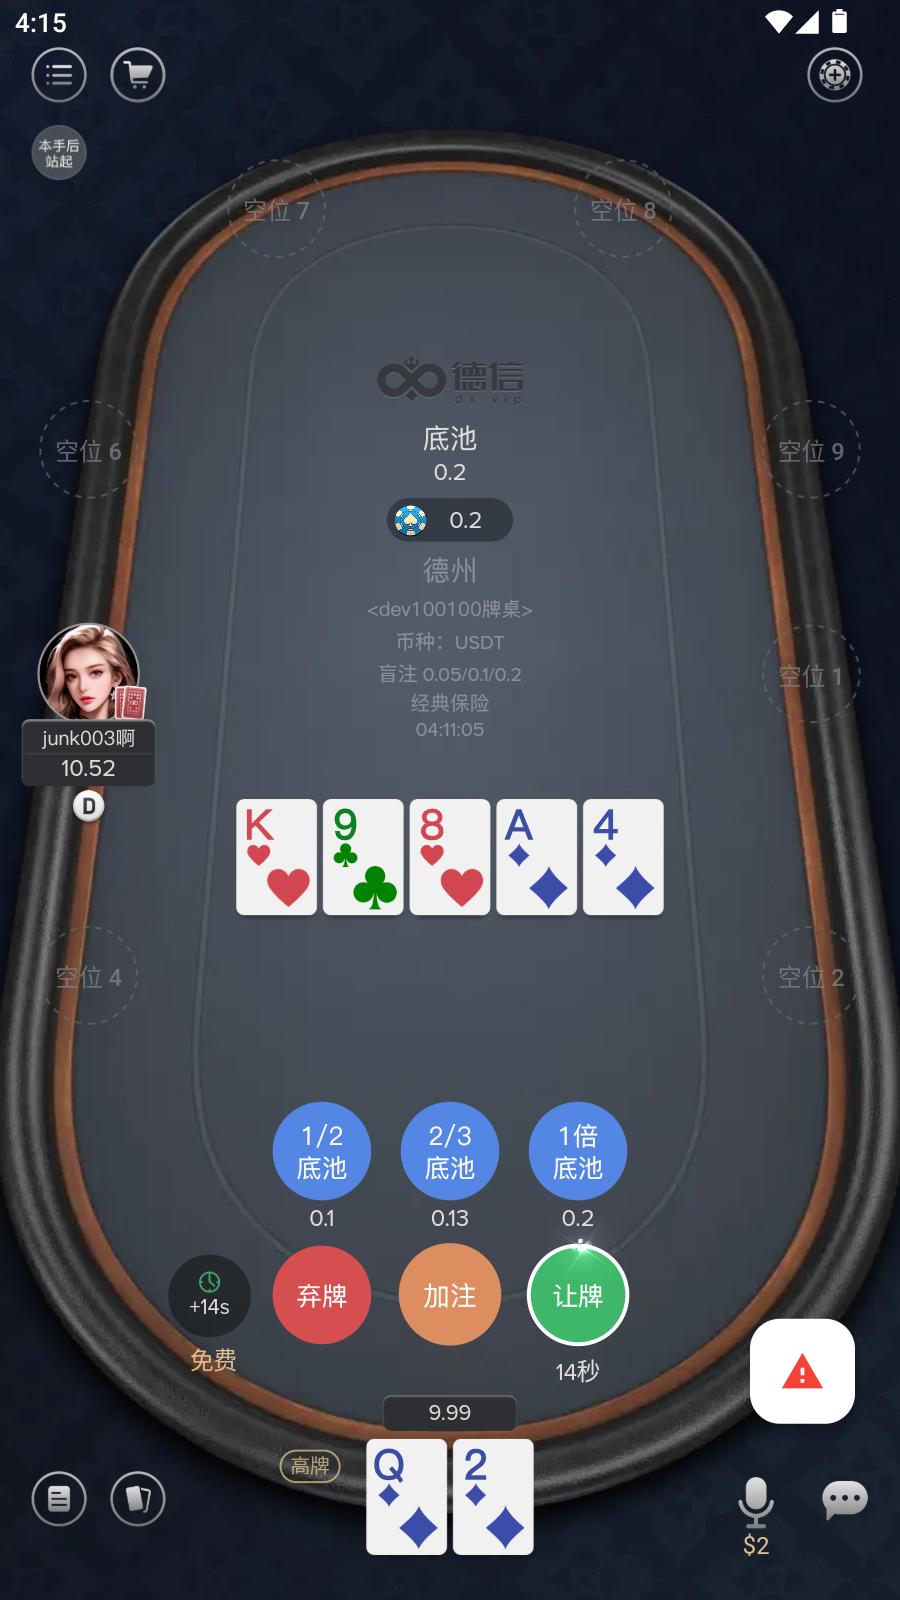 4:15
本手后
站起
空位 7
空位 8
德信
dx.vip
底池
0.2
0.2
空位 6
空位 9
德州
<dev100100牌桌>
币种：USDT
盲注 0.05/0.1/0.2
经典保险
04:11:05
空位 1
junk003啊
10.52
D
K
9
8
A
4
空位 4
空位 2
1/2
底池
2/3
底池
1倍
底池
0.1
0.13
0.2
+14s
弃牌
加注
让牌
免费
14秒
9.99
高牌
Q
2
$2